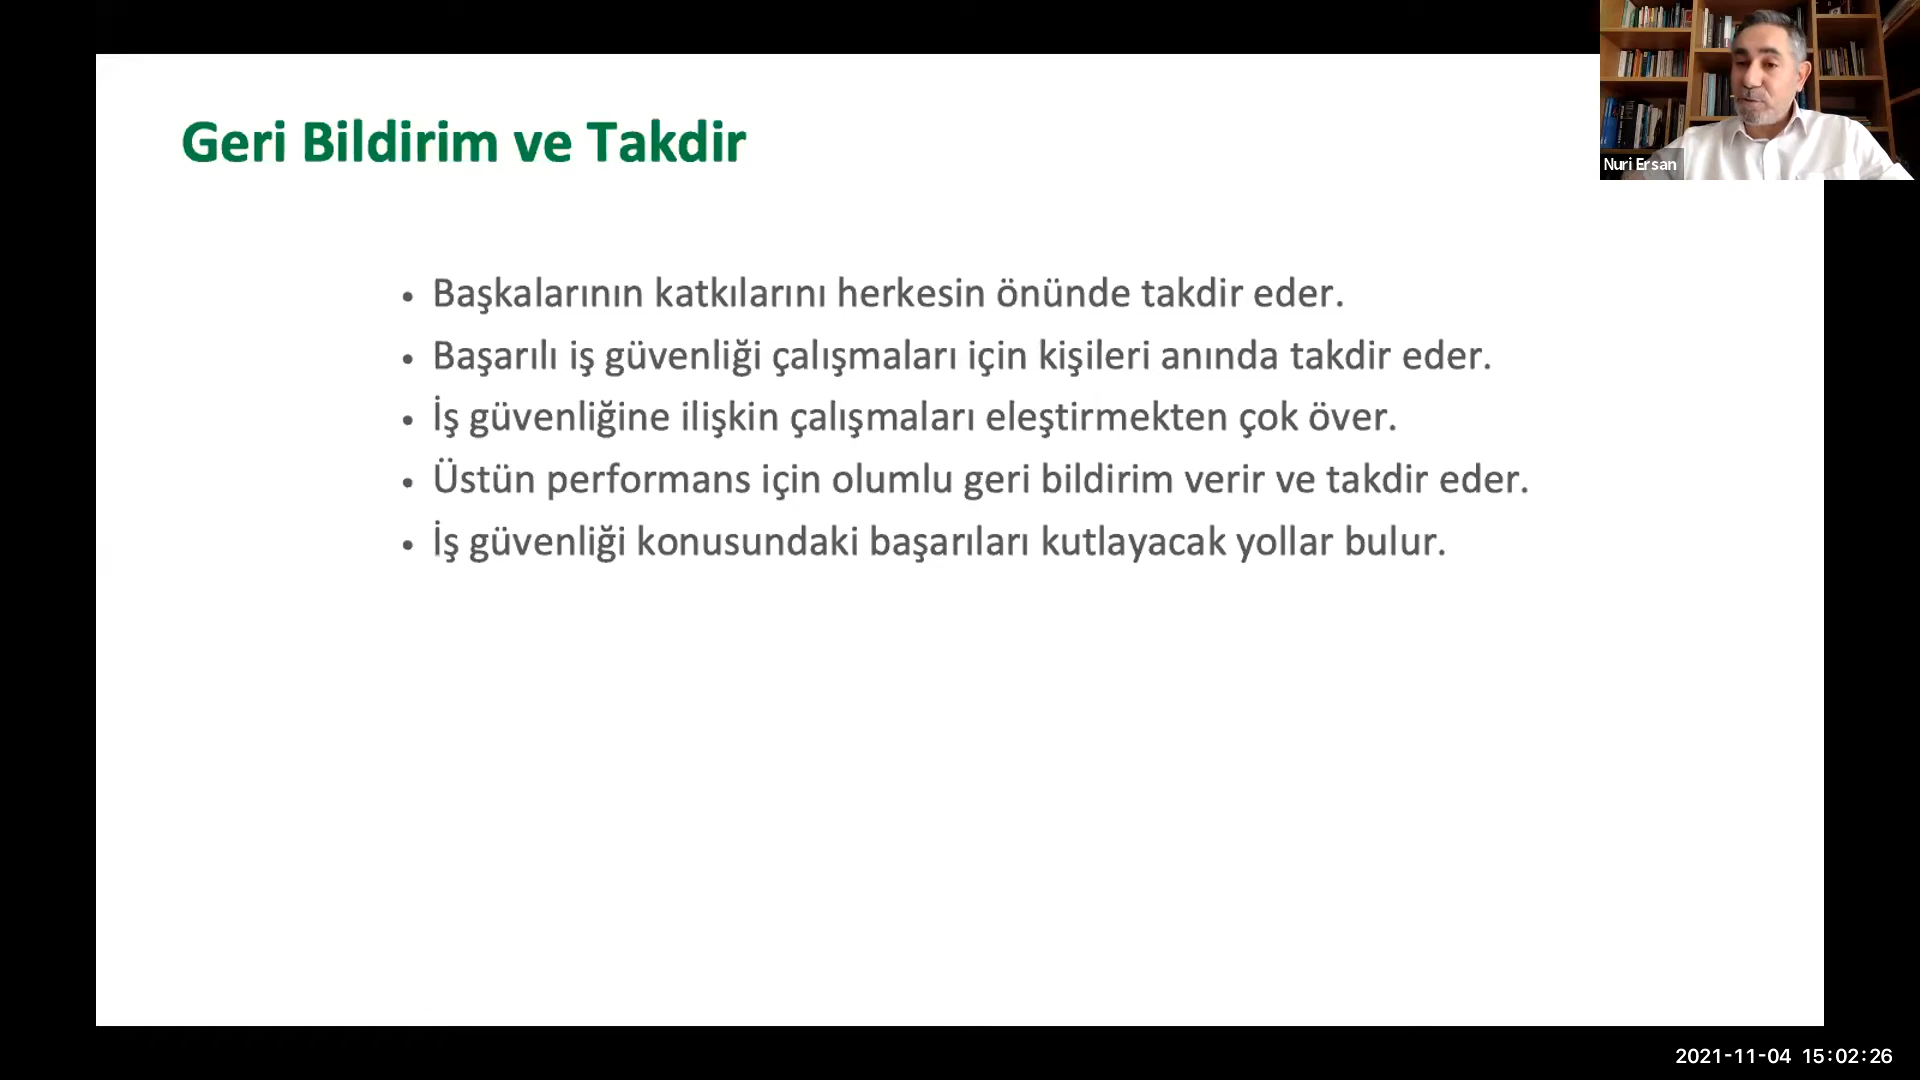 Geri Bildirim ve Takdir
Nuri Ersan
• Başkalarının katkılarını herkesin önünde takdir eder.
• Başarılı iş güvenliği çalışmaları için kişileri anında takdir eder.
• İş güvenliğine ilişkin çalışmaları eleştirmekten çok över.
• Üstün performans için olumlu geri bildirim verir ve takdir eder.
• İş güvenliği konusundaki başarıları kutlayacak yollar bulur.
2021-11-04 15:02:26